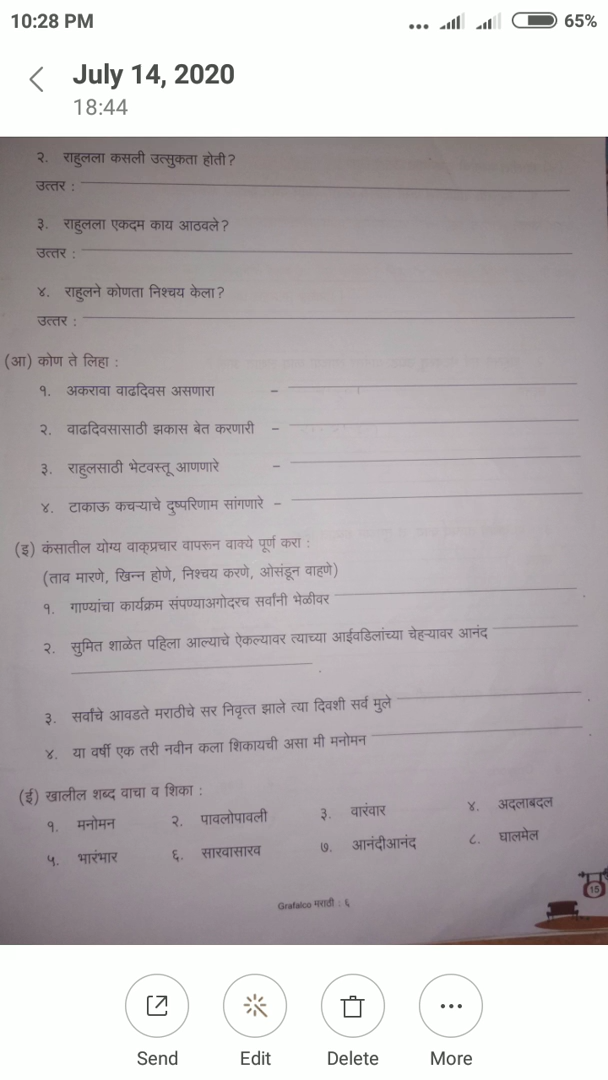 10:28 PM
65%
July 14, 2020
18:44
२. राहुलला कसली उत्सुकता होती?
उत्तर :
३. राहुलला एकदम काय आठवले?
उत्तर :
४. राहुलने कोणता निश्चय केला?
उत्तर :
(आ) कोण ते लिहा :
१. अकरावा वाढदिवस असणारा -
२. वाढदिवसासाठी झकास बेत करणारी -
३. राहुलसाठी भेटवस्तू आणणारे -
४. टाकाऊ कचऱ्याचे दुष्परिणाम सांगणारे -
(इ) कंसातील योग्य वाक्प्रचार वापरून वाक्ये पूर्ण करा :
(ताव मारणे, खिन्न होणे, निश्चय करणे, ओसंडून वाहणे)
१. गाण्यांचा कार्यक्रम संपण्याअगोदरच सर्वांनी भेळीवर .
२. सुमित शाळेत पहिला आल्याचे ऐकल्यावर त्याच्या आईवडिलांच्या चेहऱ्यावर आनंद
.
३. सर्वांचे आवडते मराठीचे सर निवृत्त झाले त्या दिवशी सर्व मुले .
४. या वर्षी एक तरी नवीन कला शिकायची असा मी मनोमन .
(ई) खालील शब्द वाचा व शिका :
१. मनोमन २. पावलोपावली ३. वारंवार ४. अदलाबदल
५. भारंभार ६. सारवासारव ७. आनंदीआनंद ८. घालमेल
15
Grafalco मराठी : ६
Send Edit Delete More